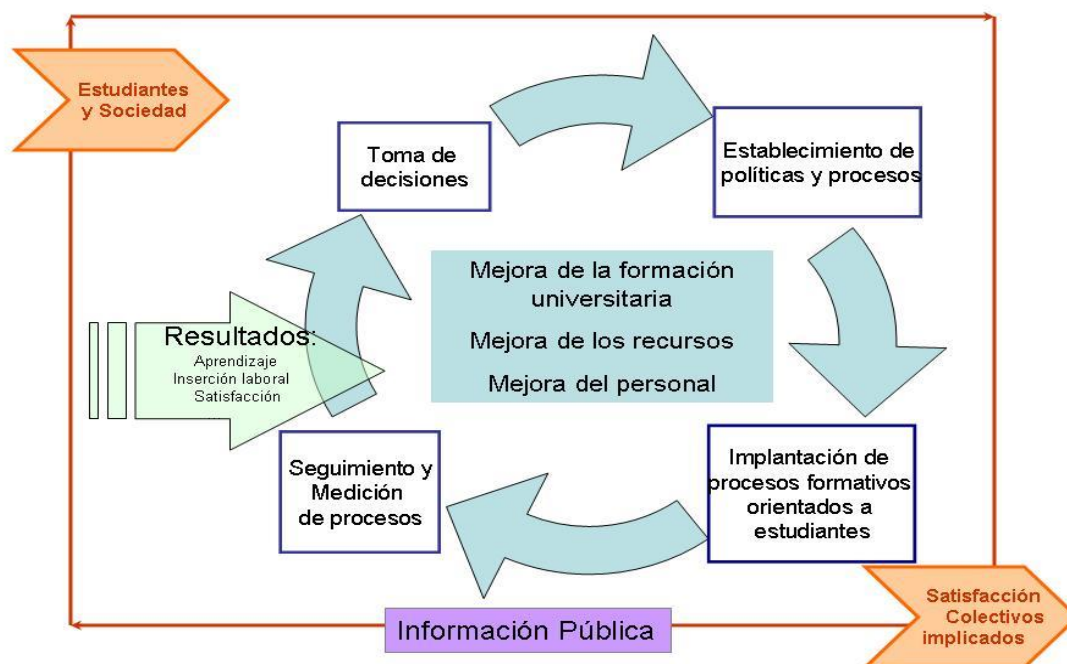 Estudiantes
y Sociedad
Toma de
decisiones
Establecimiento de
políticas y procesos
Mejora de la formación
universitaria
Mejora de los recursos
Mejora del personal
Resultados:
Aprendizaje
Inserción laboral
Satisfacción
...
Seguimiento y
Medición
de procesos
Implantación de
procesos formativos
orientados a
estudiantes
Satisfacción
Colectivos
implicados
Información Pública